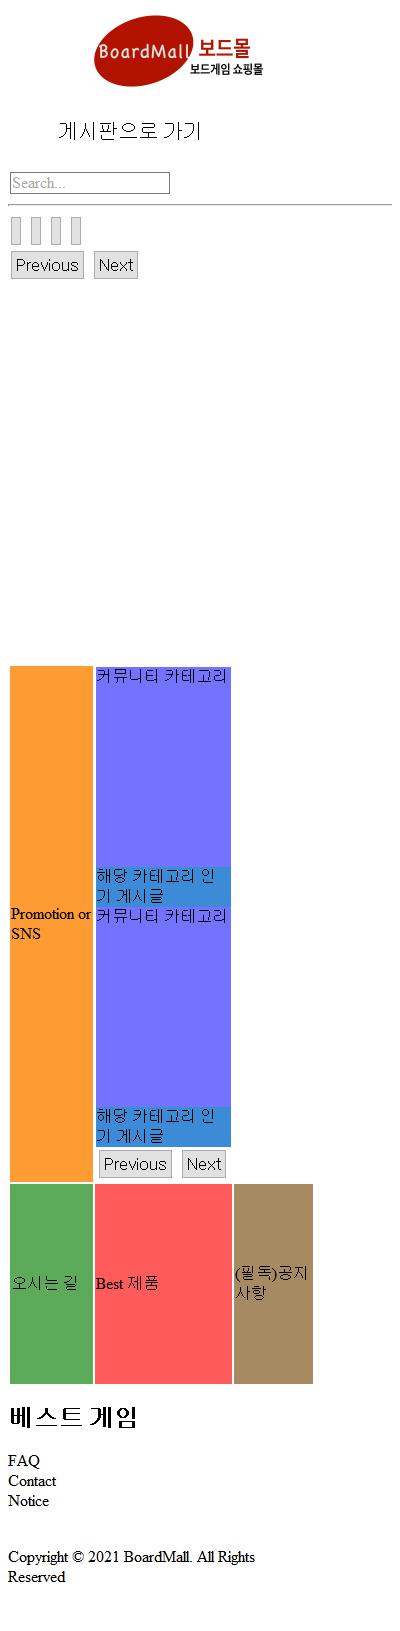 BoardMall 보드몰
보드게임 쇼핑몰
게시판으로 가기
Search...
Previous Next
커뮤니티 카테고리
해당 카테고리 인
기 게시글
커뮤니티 카테고리
Promotion or
SNS
해당 카테고리 인
기 게시글
Previous Next
오시는 길
Best 제품
(필독)공지
사항
베스트 게임
FAQ
Contact
Notice
Copyright © 2021 BoardMall. All Rights
Reserved